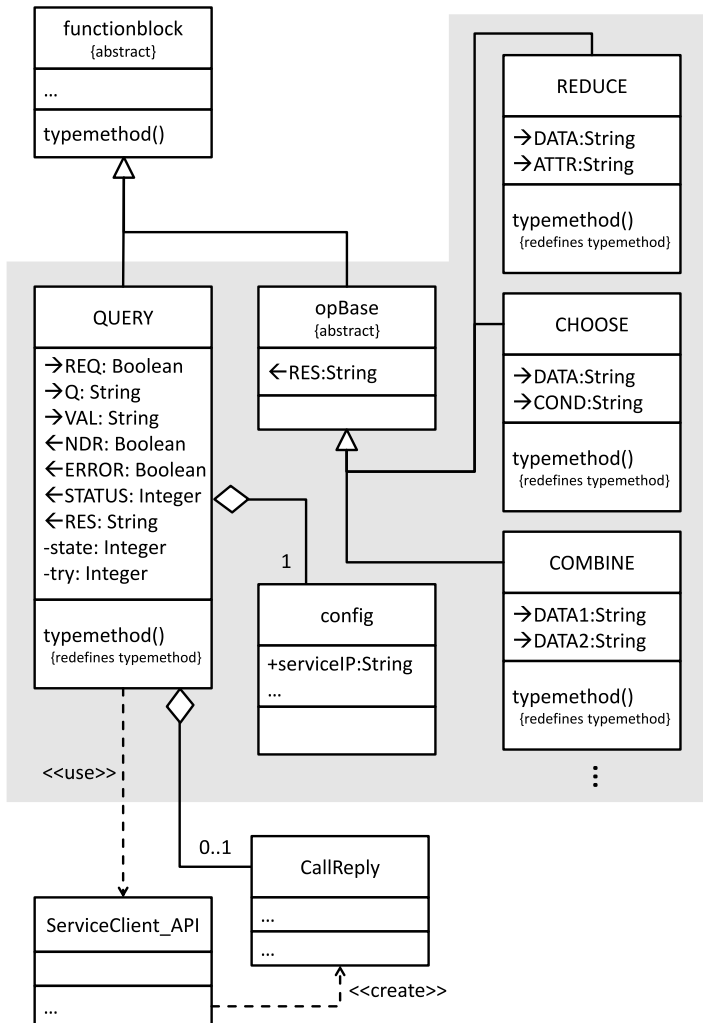 functionblock
{abstract}
...
typemethod()
REDUCE
→DATA:String
→ATTR:String
typemethod()
{redefines typemethod}
QUERY
→REQ: Boolean
→Q: String
→VAL: String
←NDR: Boolean
←ERROR: Boolean
←STATUS: Integer
←RES: String
-state: Integer
-try: Integer
typemethod()
{redefines typemethod}
opBase
{abstract}
←RES:String
CHOOSE
→DATA:String
→COND:String
typemethod()
{redefines typemethod}
1
config
+serviceIP:String
...
COMBINE
→DATA1:String
→DATA2:String
typemethod()
{redefines typemethod}
⋮
<<use>>
0..1
CallReply
...
...
ServiceClient_API
...
<<create>>